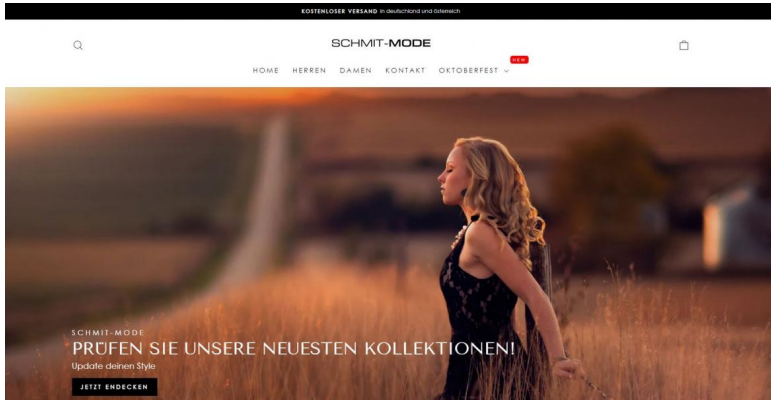 KOSTENLOSER VERSAND in deutschland und österreich
SCHMIT-MODE
NEW
HOME HERREN DAMEN KONTAKT OKTOBERFEST
SCHMIT-MODE
PRÜFEN SIE UNSERE NEUESTEN KOLLEKTIONEN!
Update deinen Style
JETZT ENDECKEN